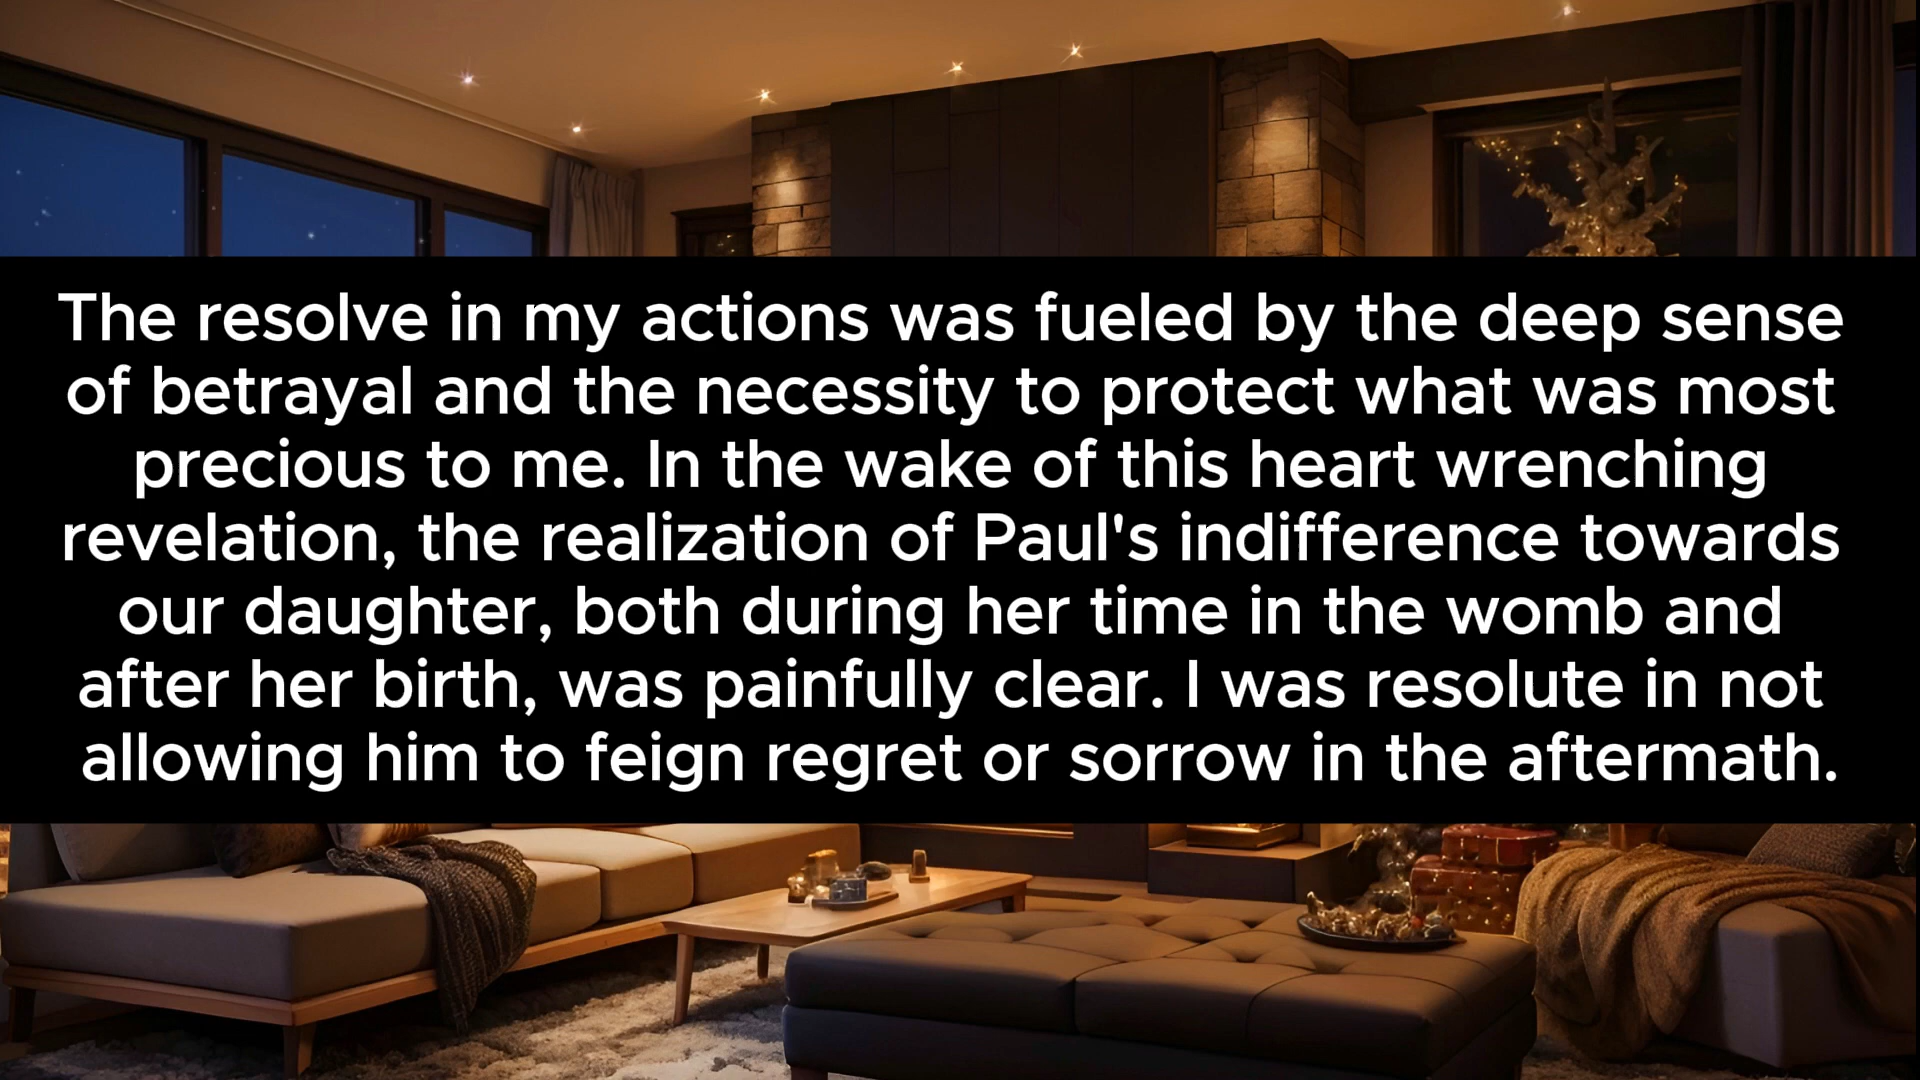 The resolve in my actions was fueled by the deep sense
of betrayal and the necessity to protect what was most
precious to me. In the wake of this heart wrenching
revelation, the realization of Paul's indifference towards
our daughter, both during her time in the womb and
after her birth, was painfully clear. I was resolute in not
allowing him to feign regret or sorrow in the aftermath.